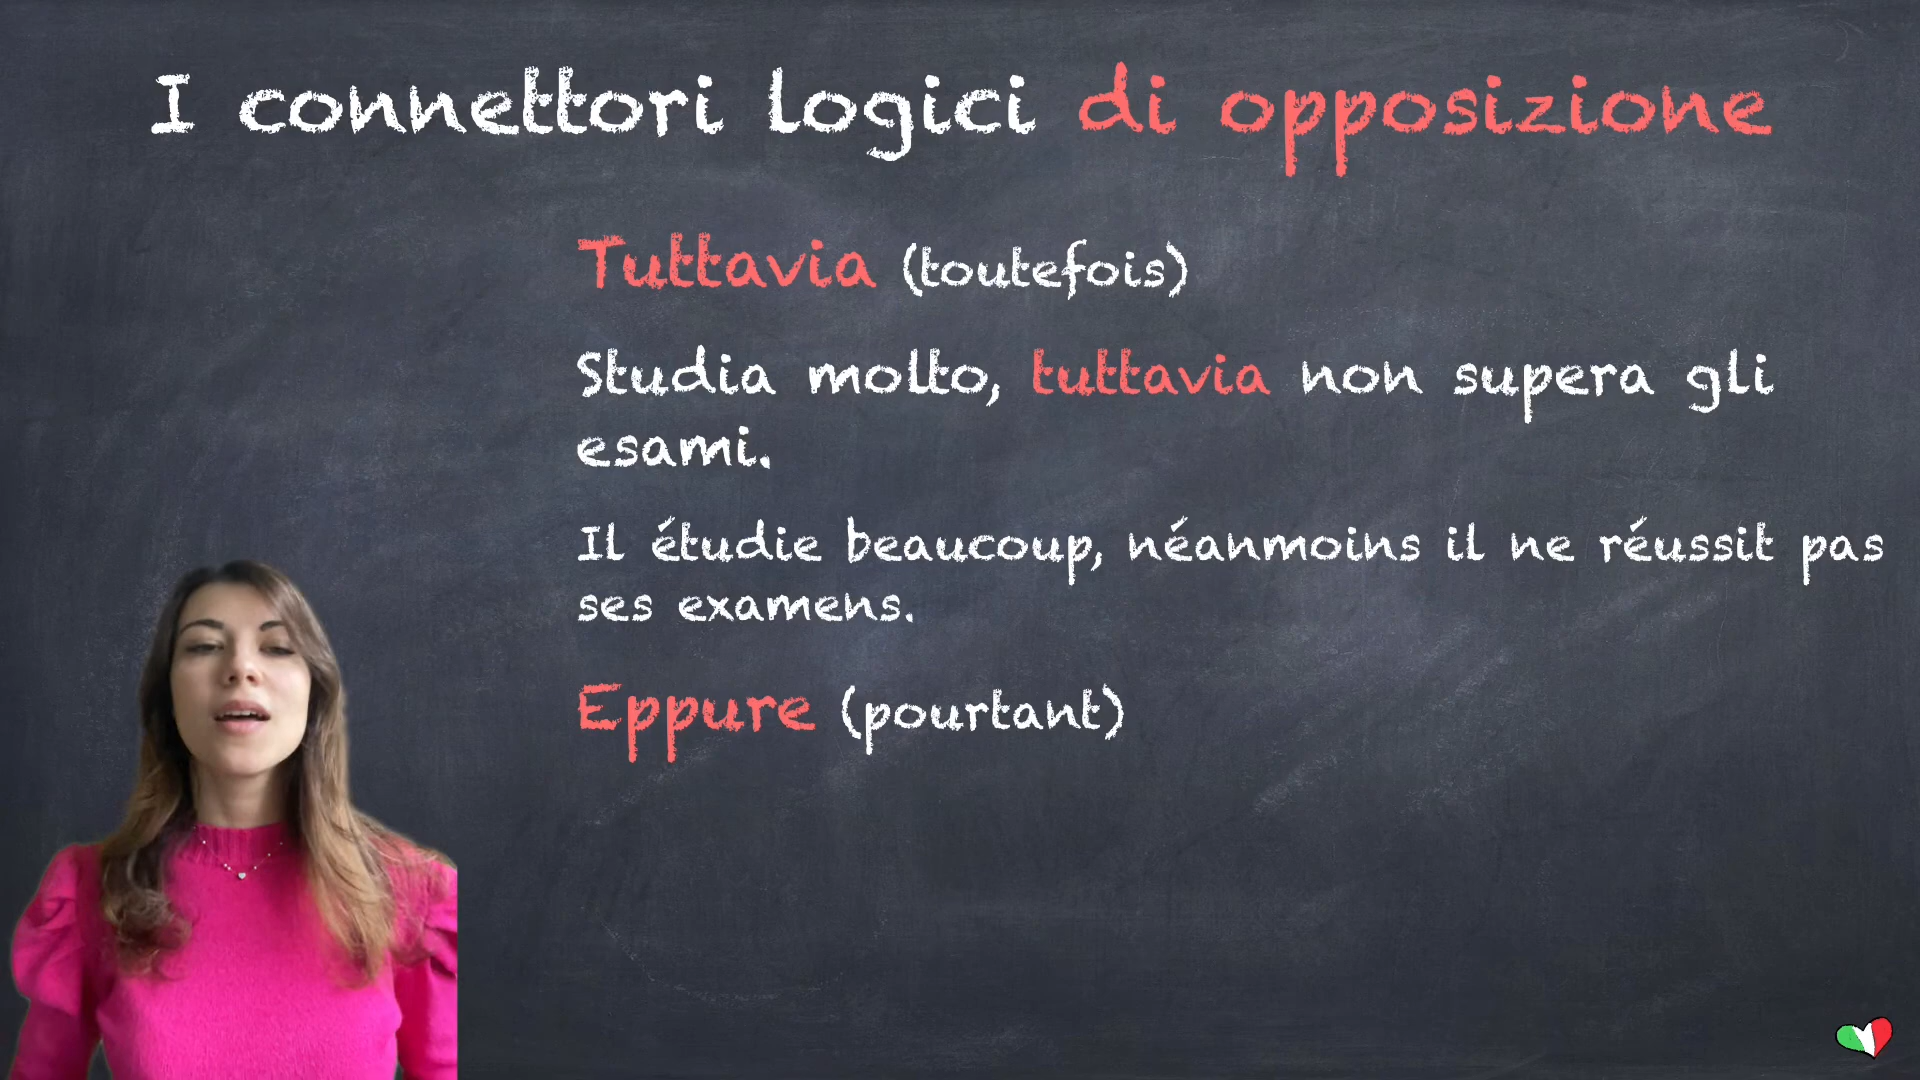 I connettori logici di opposizione
Tuttavia (toutefois)
Studia molto, tuttavia non supera gli
esami.
Il étudie beaucoup, néanmoins il ne réussit pas
ses examens.
Eppure (pourtant)